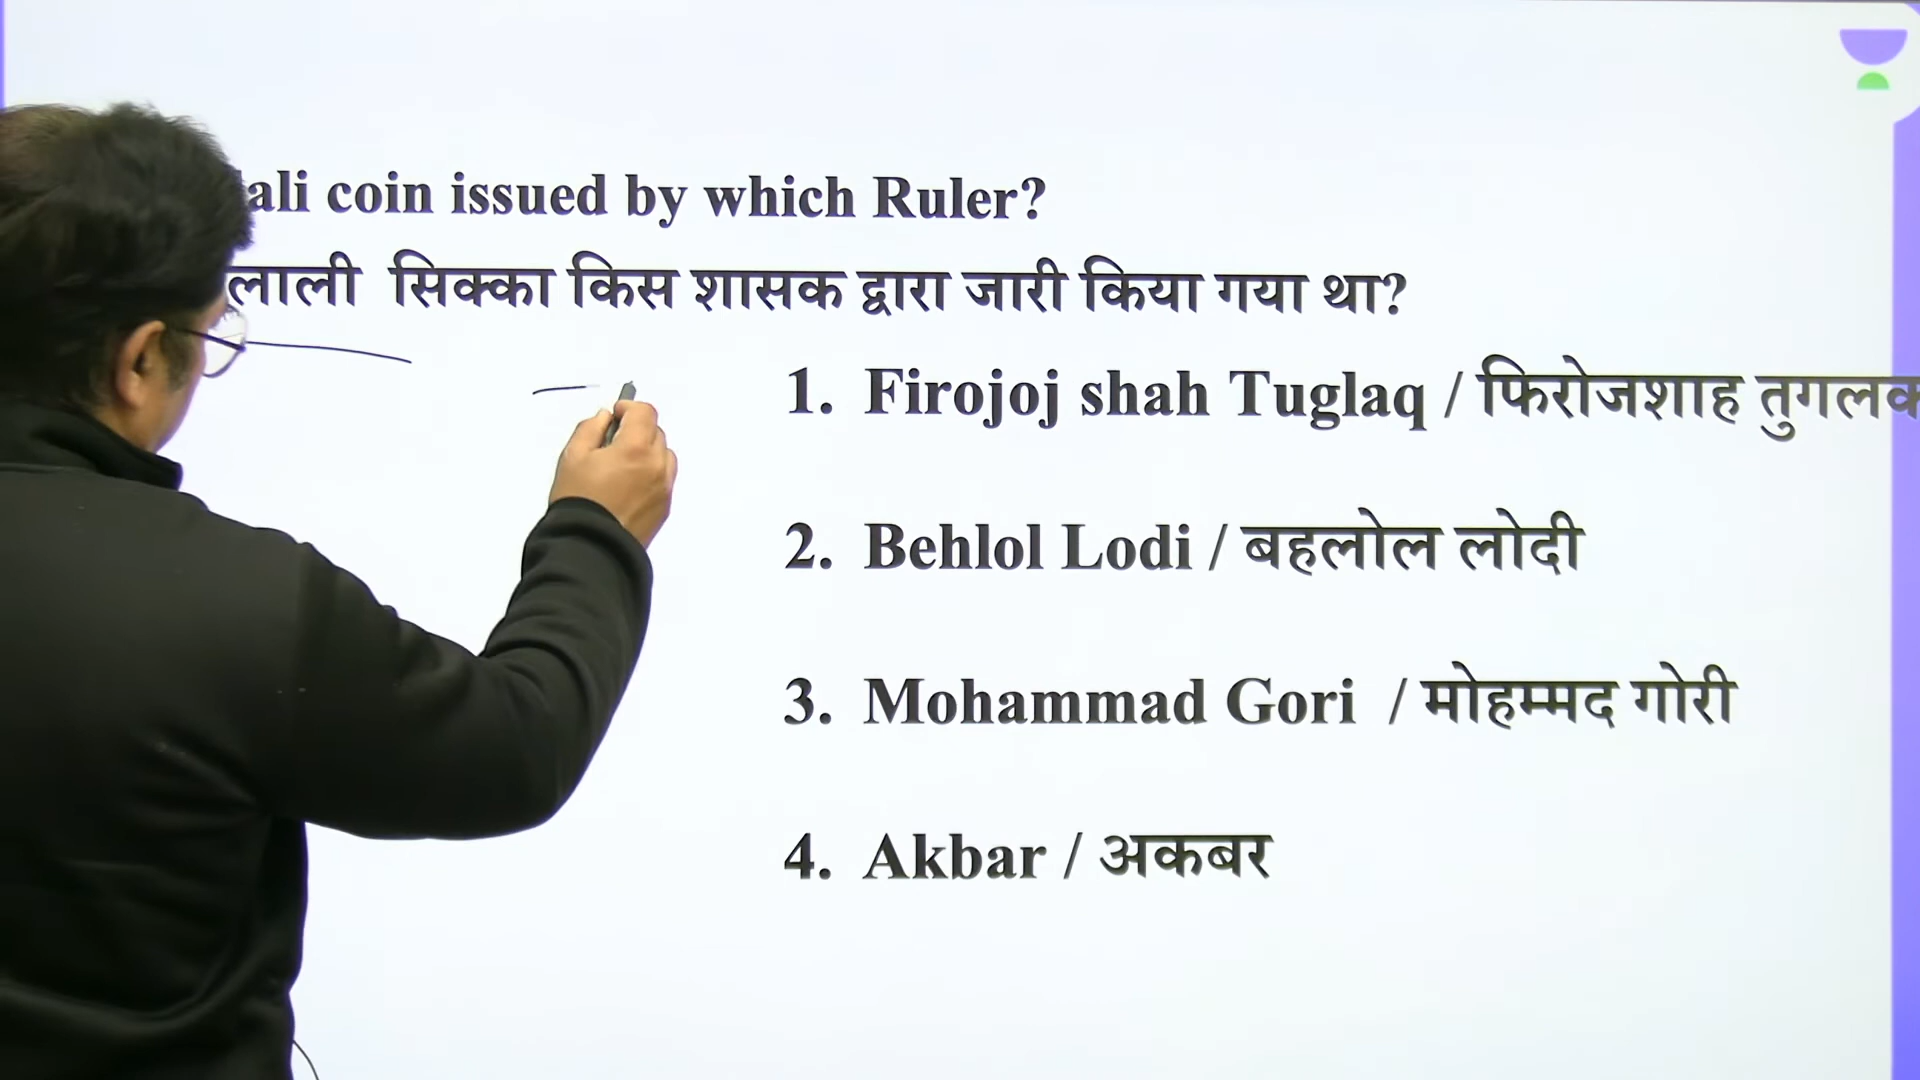 coin issued by which Ruler?
सिक्का किस शासक द्वारा जारी किया गया था?
1. Firojoj shah Tuglaq / फिरोजशाह तुगलक
2. Behlol Lodi / बहलोल लोदी
3. Mohammad Gori / मोहम्मद गोरी
4. Akbar / अकबर